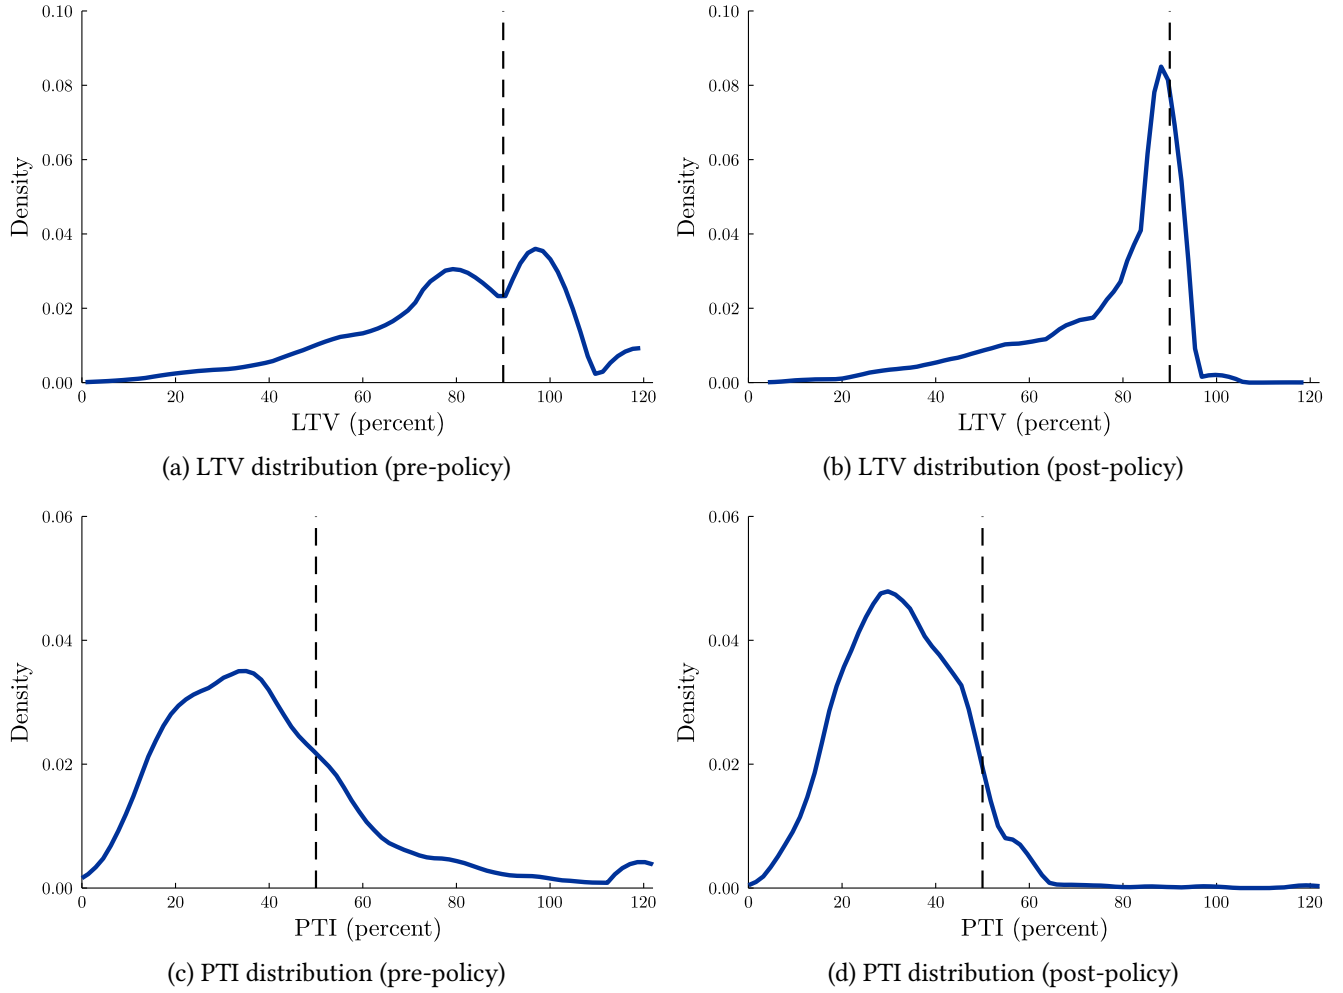 0.10
0.08
0.06
0.04
0.02
0.00
Density
0 20 40 60 80 100 120
LTV (percent)
(a) LTV distribution (pre-policy)
0.10
0.08
0.06
0.04
0.02
0.00
Density
0 20 40 60 80 100 120
LTV (percent)
(b) LTV distribution (post-policy)
0.06
0.04
0.02
0.00
Density
0 20 40 60 80 100 120
PTI (percent)
(c) PTI distribution (pre-policy)
0.06
0.04
0.02
0.00
Density
0 20 40 60 80 100 120
PTI (percent)
(d) PTI distribution (post-policy)